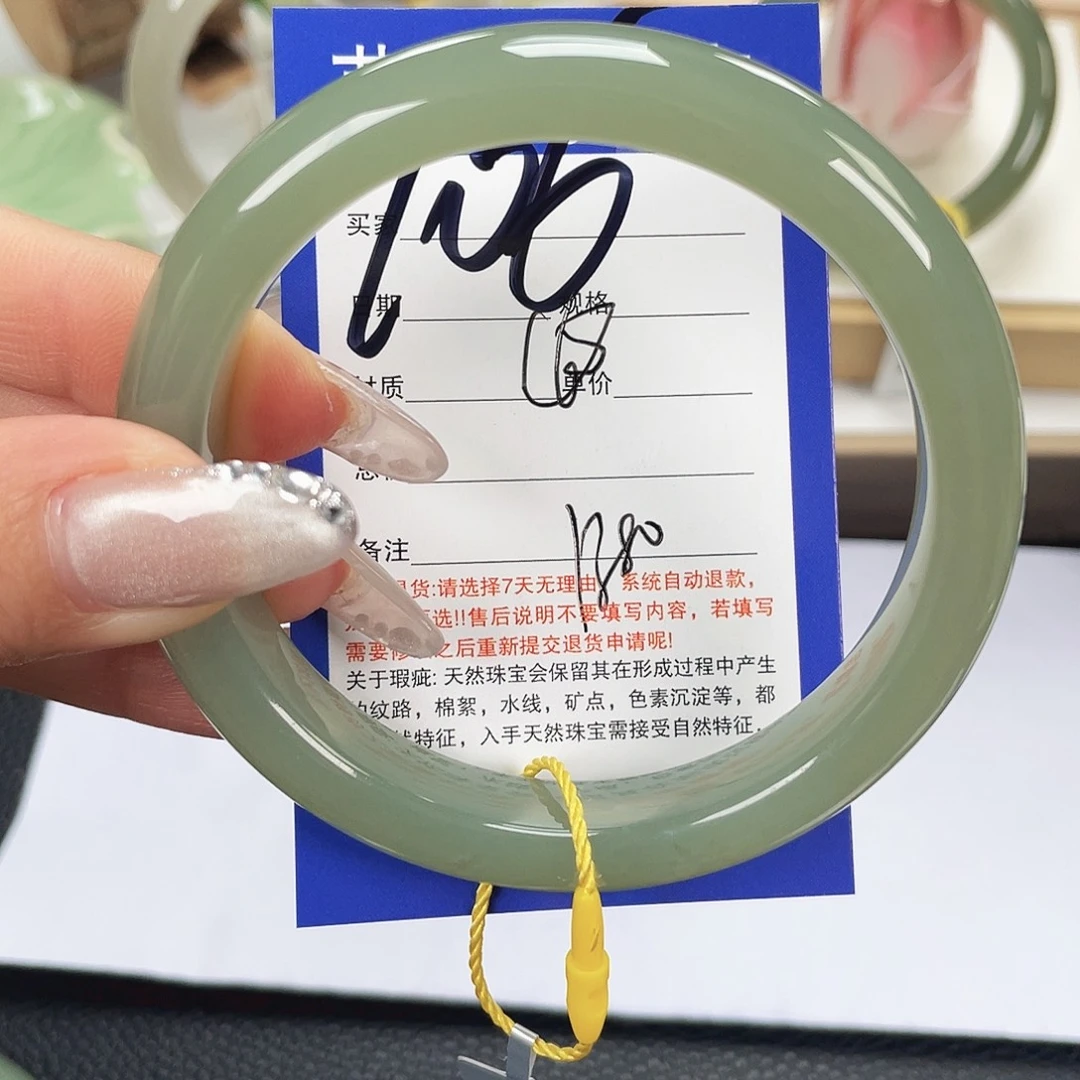 买家
日期 规格
材质 单价
备注
货:请选择7天无理由，系统自动退款，
选!!售后说明不要填写内容，若填写
需要修之后重新提交退货申请呢!
关于瑕疵: 天然珠宝会保留其在形成过程中产生
的纹路，棉絮，水线，矿点，色素沉淀等，都
特征，入手天然珠宝需接受自然特征.